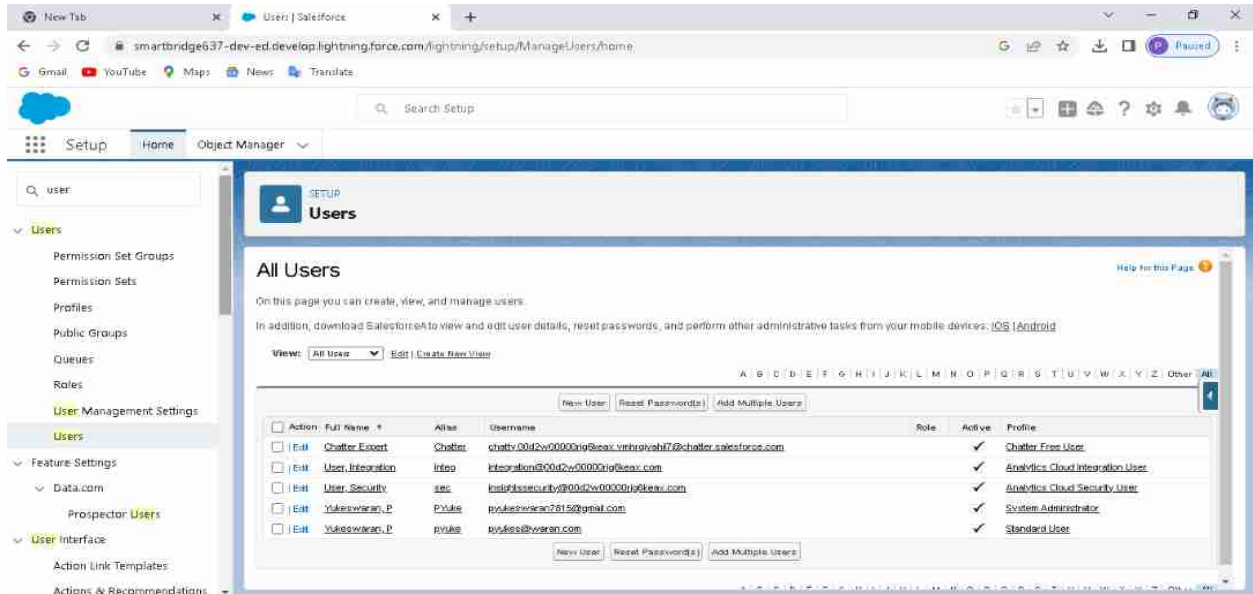 New Tab
Users | Salesforce
smartbridge637-dev-ed.develop.lightning.force.com/lightning/setup/ManageUsers/home
P Paused
Gmail YouTube Maps News Translate
Search Setup
Setup Home Object Manager
user
SETUP
Users
Users
Permission Set Groups
Permission Sets
Profiles
Public Groups
Queues
Roles
User Management Settings
Users
Feature Settings
Data.com
Prospector Users
User Interface
Action Link Templates
Actions & Recommendations
All Users
Help for this Page
On this page you can create, view, and manage users.
In addition, download SalesforceA to view and edit user details, reset passwords, and perform other administrative tasks from your mobile devices: iOS | Android
View: All Users Edit | Create New View
A B C D E F G H I J K L M N O P Q R S T U V W X Y Z Other All
New User Reset Password(s) Add Multiple Users
Action Full Name Alias Username Role Active Profile
Edit Chatter Expert Chatter Chatter Free User
Edit User, Integration integ integration@00d2w00000rig6keax.com Analytics Cloud Integration User
Edit User, Security sec insightssecurity@00d2w00000rig6keax.com Analytics Cloud Security User
Edit Yukeswaran, P PYuke pyukeswaran7815@gmail.com System Administrator
Edit Yukeswaran, P pyuke pyukes@waran.com Standard User
New User Reset Password(s) Add Multiple Users